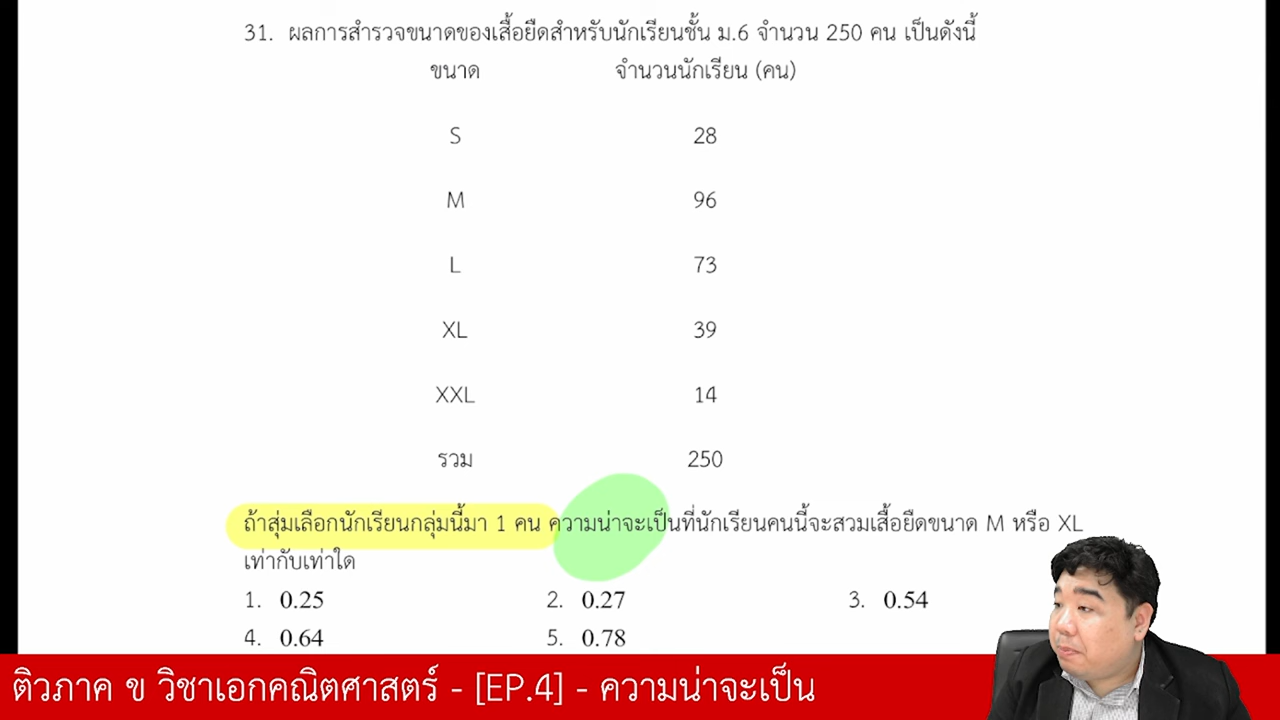 31. ผลการสำรวจขนาดของเสื้อยืดสำหรับนักเรียนชั้น ม.6 จำนวน 250 คน เป็นดังนี้
ขนาด จำนวนนักเรียน (คน)
S 28
M 96
L 73
XL 39
XXL 14
รวม 250
ถ้าสุ่มเลือกนักเรียนกลุ่มนี้มา 1 คน ความน่าจะเป็นที่นักเรียนคนนี้จะสวมเสื้อยืดขนาด M หรือ XL
เท่ากับเท่าใด
1. 0.25 2. 0.27 3. 0.54
4. 0.64 5. 0.78
ติวภาค ข วิชาเอกคณิตศาสตร์ - [EP.4] - ความน่าจะเป็น